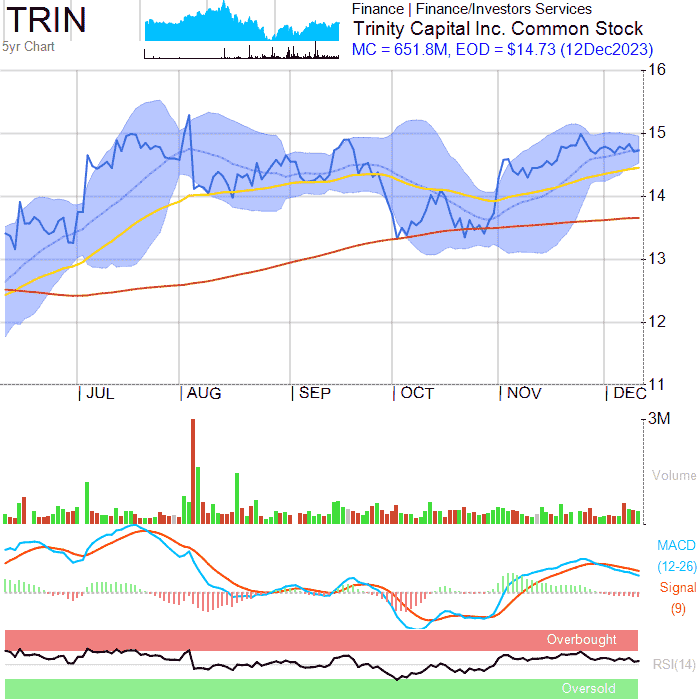 TRIN
5yr Chart
Finance | Finance/Investors Services
Trinity Capital Inc. Common Stock
MC = 651.8M, EOD = $14.73 (12Dec2023)
16
15
14
13
12
11
JUL
AUG
SEP
OCT
NOV
DEC
3M
Volume
MACD
(12-26)
Signal
(9)
Overbought
RSI(14)
Oversold